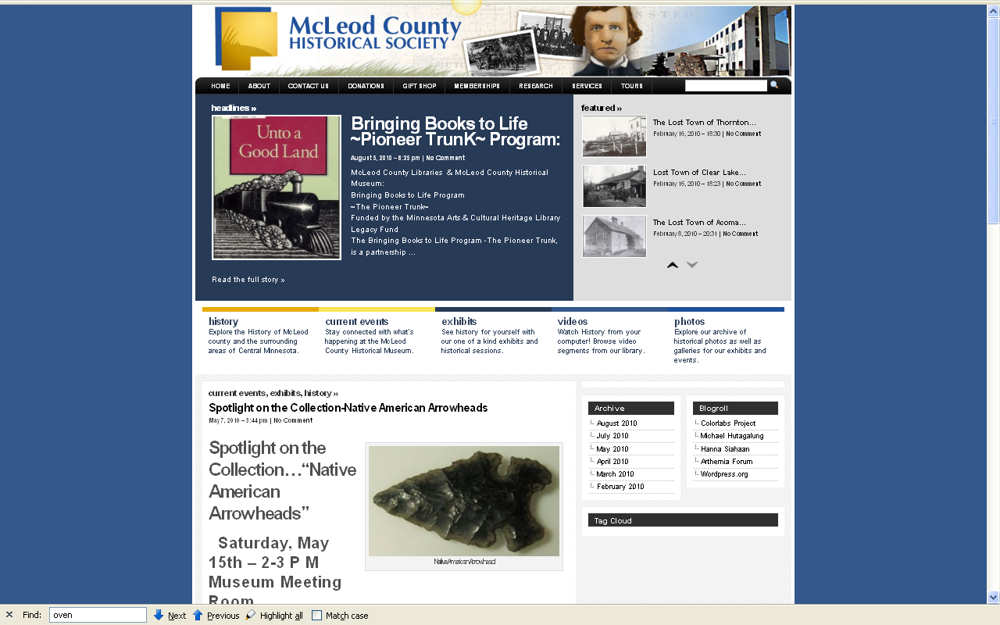 McLeod County
HISTORICAL SOCIETY
HOME ABOUT CONTACT US DONATIONS GIFT SHOP MEMBERSHIPS RESEARCH SERVICES TOURS
headlines »
Unto a
Good Land
Bringing Books to Life
~Pioneer TrunK~ Program:
August 5, 2010 – 8:25 pm | No Comment
McLeod County Libraries & McLeod County Historical
Museum:
Bringing Books to Life Program
~The Pioneer Trunk~
Funded by the Minnesota Arts & Cultural Heritage Library
Legacy Fund
The Bringing Books to Life Program -The Pioneer Trunk,
is a partnership ...
Read the full story »
featured »
The Lost Town of Thornton...
February 16, 2010 – 18:30 | No Comment
Lost Town of Clear Lake...
February 16, 2010 – 18:23 | No Comment
The Lost Town of Acoma...
February 8, 2010 – 20:31 | No Comment
history
Explore the History of McLeod
county and the surrounding
areas of Central Minnesota.
current events
Stay connected with what's
happening at the McLeod
County Historical Museum.
exhibits
See history for yourself with
our one of a kind exhibits and
historical sessions.
videos
Watch History from your
computer! Browse video
segments from our library.
photos
Explore our archive of
historical photos as well as
galleries for our exhibits and
events.
current events, exhibits, history »
Spotlight on the Collection-Native American Arrowheads
May 7, 2010 – 3:44 pm | No Comment
Spotlight on the
Collection…“Native
American
Arrowheads”
Saturday, May
15th – 2-3 P M
Museum Meeting
Room
Native American Arrowhead
Archive
August 2010
July 2010
May 2010
April 2010
March 2010
February 2010
Blogroll
Colorlabs Project
Michael Hutagalung
Hanna Siahaan
Arthemia Forum
Wordpress.org
Tag Cloud
Find: oven Next Previous Highlight all Match case